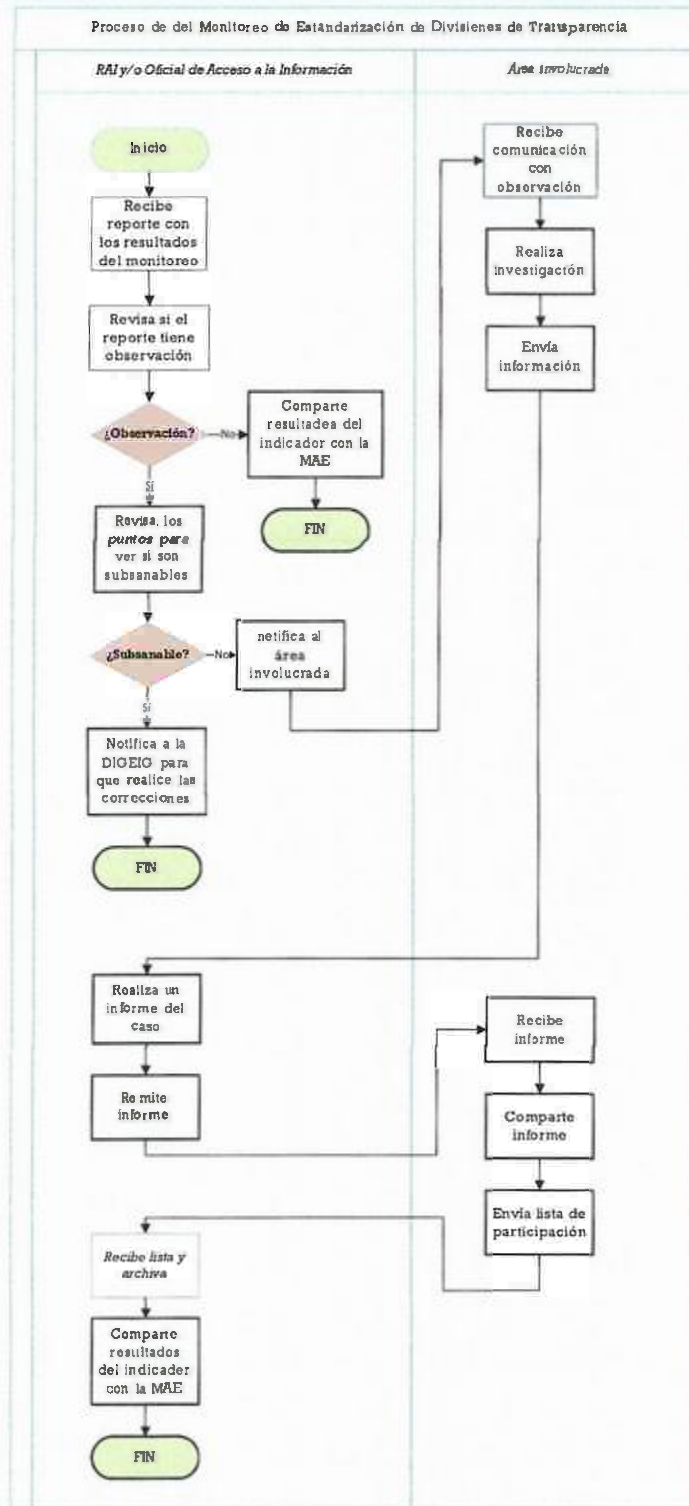 Proceso de del Monitoreo do Estándarización de Divisienes de Transparencia
RAI y/o Oficial de Acceso a la Información
Área involucrada
Inicio
Recibe
reporte con
los resultados
del monitoreo
Revisa si el
reporte tiene
observación
¿Observación?
No
Comparte
resultades del
indicador con la
MAE
FIN
Sí
Revisa, los
puntos para
ver si son
subsanables
¿Subsanable?
No
notifica al
área
involucrada
Sí
Notifica a la
DIGEIG para
que realice las
correcciones
FIN
Recibe
comunicación
con
observación
Realiza
investigación
Envía
información
Realiza un
informe del
caso
Remite
informe
Recibe
informe
Comparte
informe
Envía lista de
participación
Recibe lista y
archiva
Comparte
resultados
del indicader
con la MAE
FIN